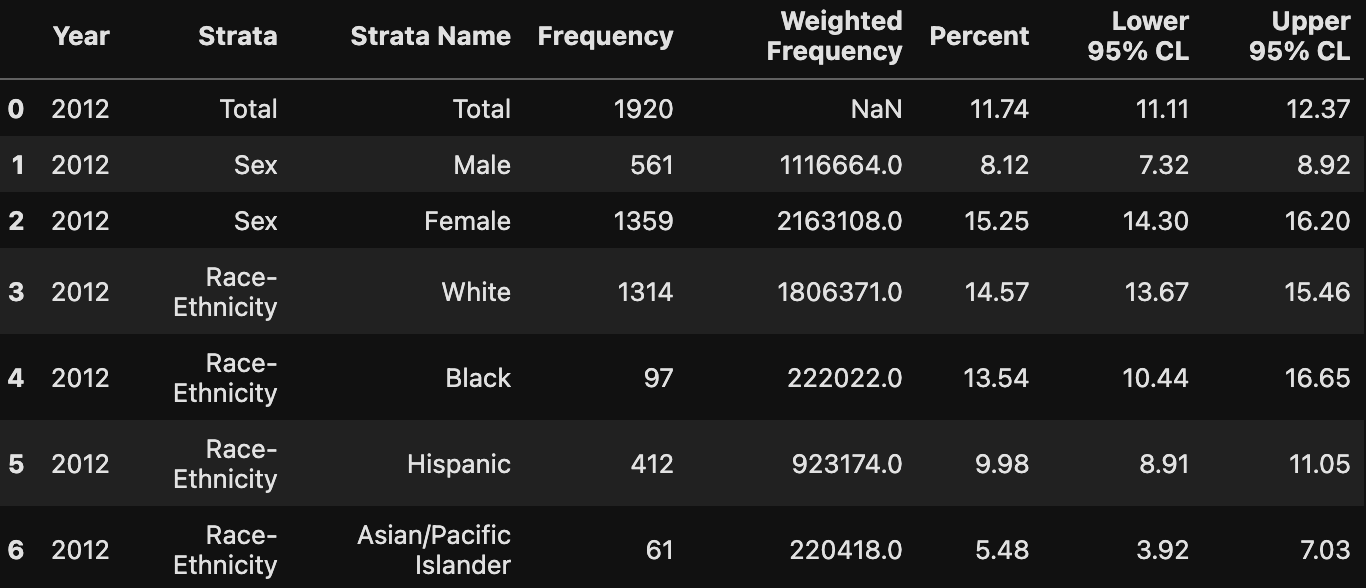 Year Strata Strata Name Frequency Weighted Frequency Percent Lower 95% CL Upper 95% CL
0 2012 Total Total 1920 NaN 11.74 11.11 12.37
1 2012 Sex Male 561 1116664.0 8.12 7.32 8.92
2 2012 Sex Female 1359 2163108.0 15.25 14.30 16.20
3 2012 Race-Ethnicity White 1314 1806371.0 14.57 13.67 15.46
4 2012 Race-Ethnicity Black 97 222022.0 13.54 10.44 16.65
5 2012 Race-Ethnicity Hispanic 412 923174.0 9.98 8.91 11.05
6 2012 Race-Ethnicity Asian/Pacific Islander 61 220418.0 5.48 3.92 7.03